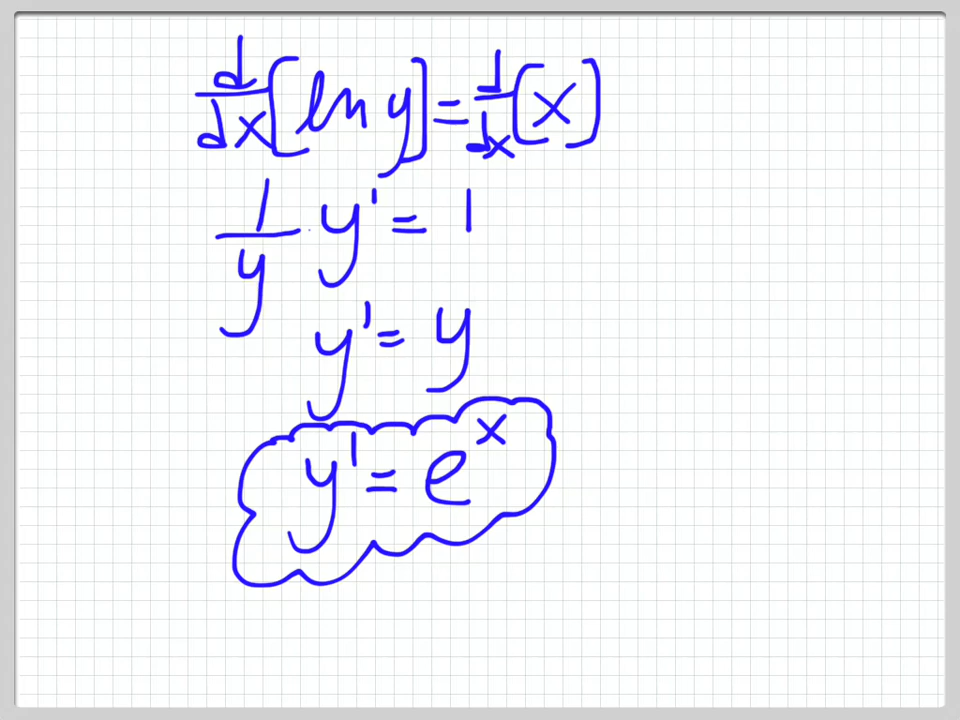 d/dx [ln y] = d/dx [x]
1/y y' = 1
y' = y
y' = e^x